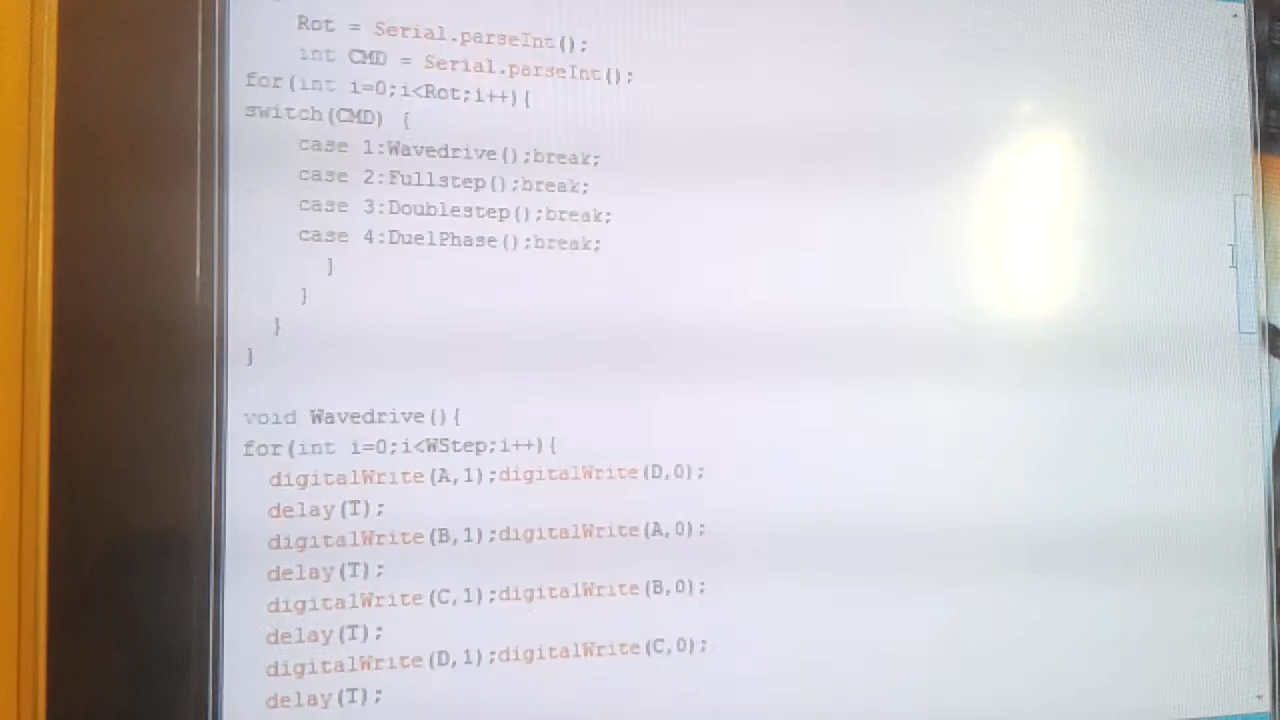 Rot = Serial.parseInt();
int CMD = Serial.parseInt();
for(int i=0;i<Rot;i++){
switch(CMD) {
case 1:Wavedrive();break;
case 2:Fullstep();break;
case 3:Doublestep();break;
case 4:DuelPhase();break;
}
}
}
}
void Wavedrive(){
for(int i=0;i<WStep;i++){
digitalWrite(A,1);digitalWrite(D,0);
delay(T);
digitalWrite(B,1);digitalWrite(A,0);
delay(T);
digitalWrite(C,1);digitalWrite(B,0);
delay(T);
digitalWrite(D,1);digitalWrite(C,0);
delay(T);